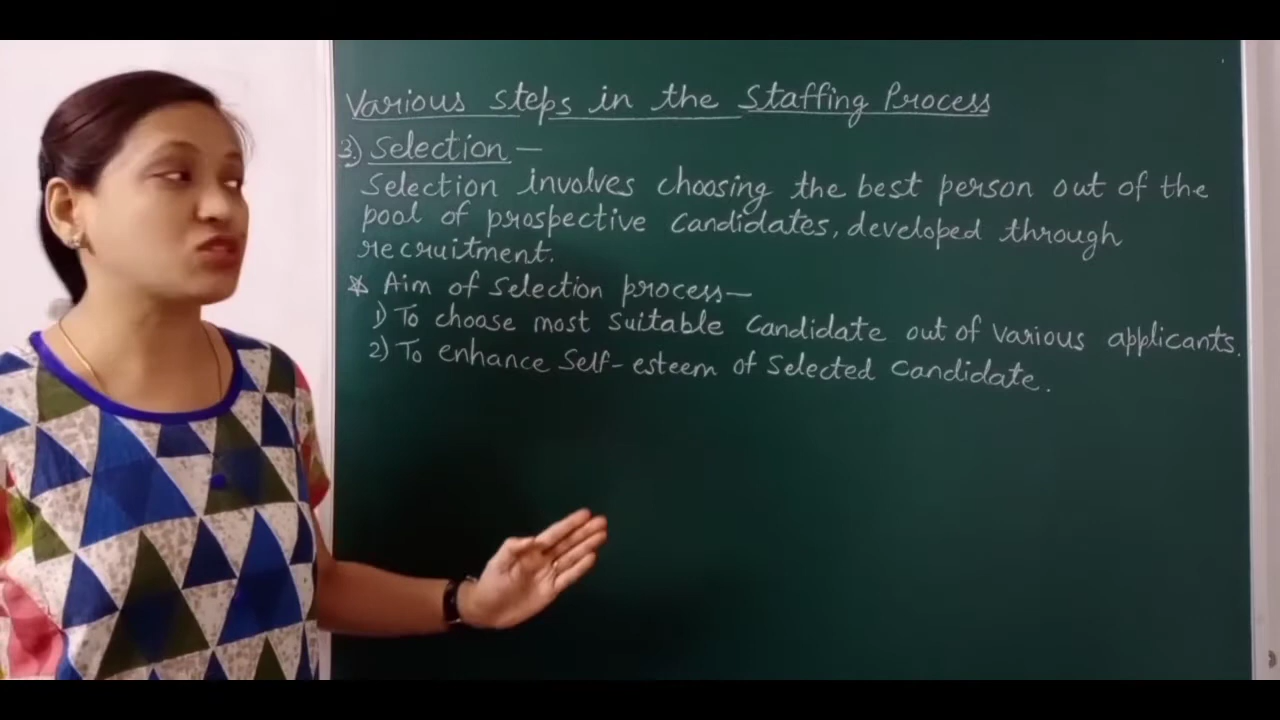 Various steps in the Staffing Process
3.) Selection —
Selection involves choosing the best person out of the
pool of prospective candidates, developed through
recruitment.
* Aim of Selection process—
1) To choose most suitable Candidate out of various applicants.
2) To enhance Self-esteem of Selected Candidate.